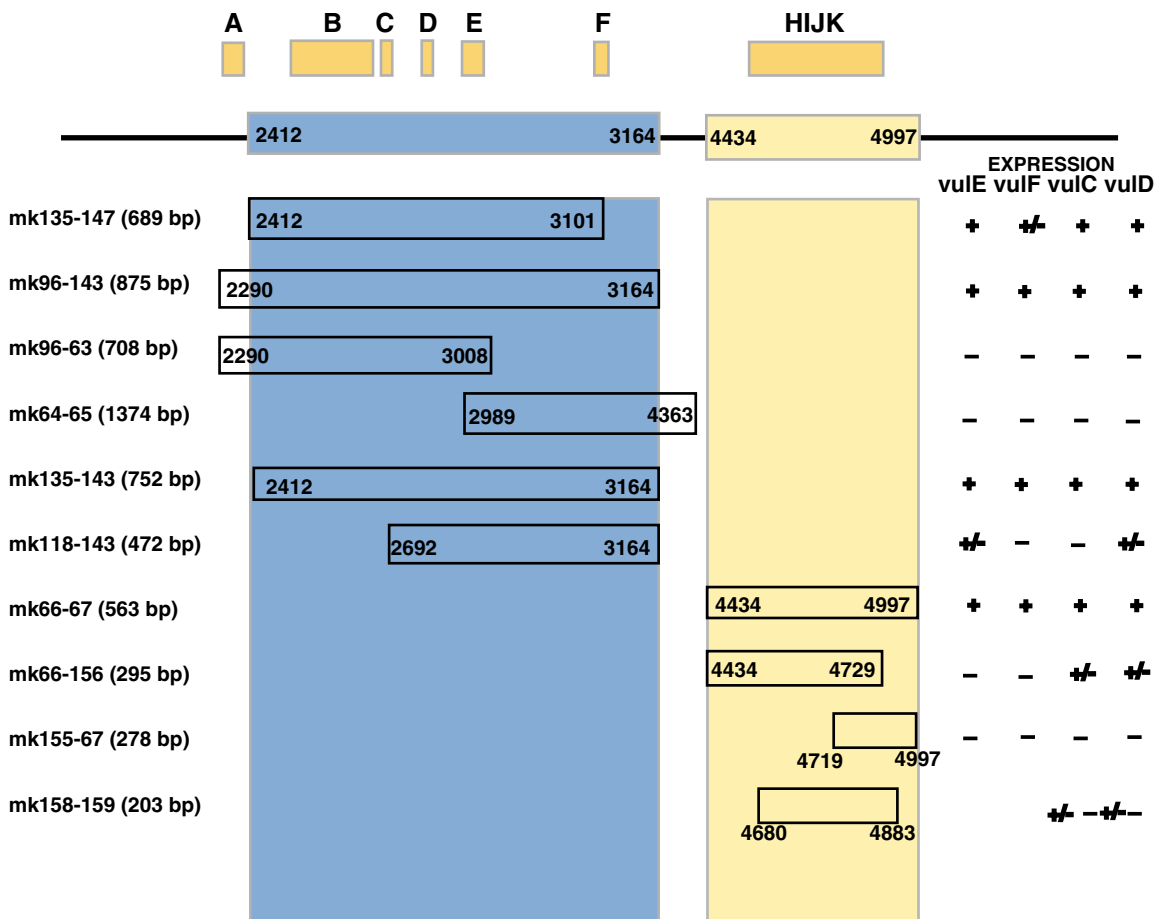 A B C D E F HIJK
2412 3164 4434 4997
EXPRESSION
vulE vulF vulC vulD
mk135-147 (689 bp) 2412 3101 + +/- + +
mk96-143 (875 bp) 2290 3164 + + + +
mk96-63 (708 bp) 2290 3008 – – – –
mk64-65 (1374 bp) 2989 4363 – – – –
mk135-143 (752 bp) 2412 3164 + + + +
mk118-143 (472 bp) 2692 3164 +/- – – +/-
mk66-67 (563 bp) 4434 4997 + + + +
mk66-156 (295 bp) 4434 4729 – – +/- +/-
mk155-67 (278 bp) – – – –
4719 4997
mk158-159 (203 bp) +/- – +/- –
4680 4883